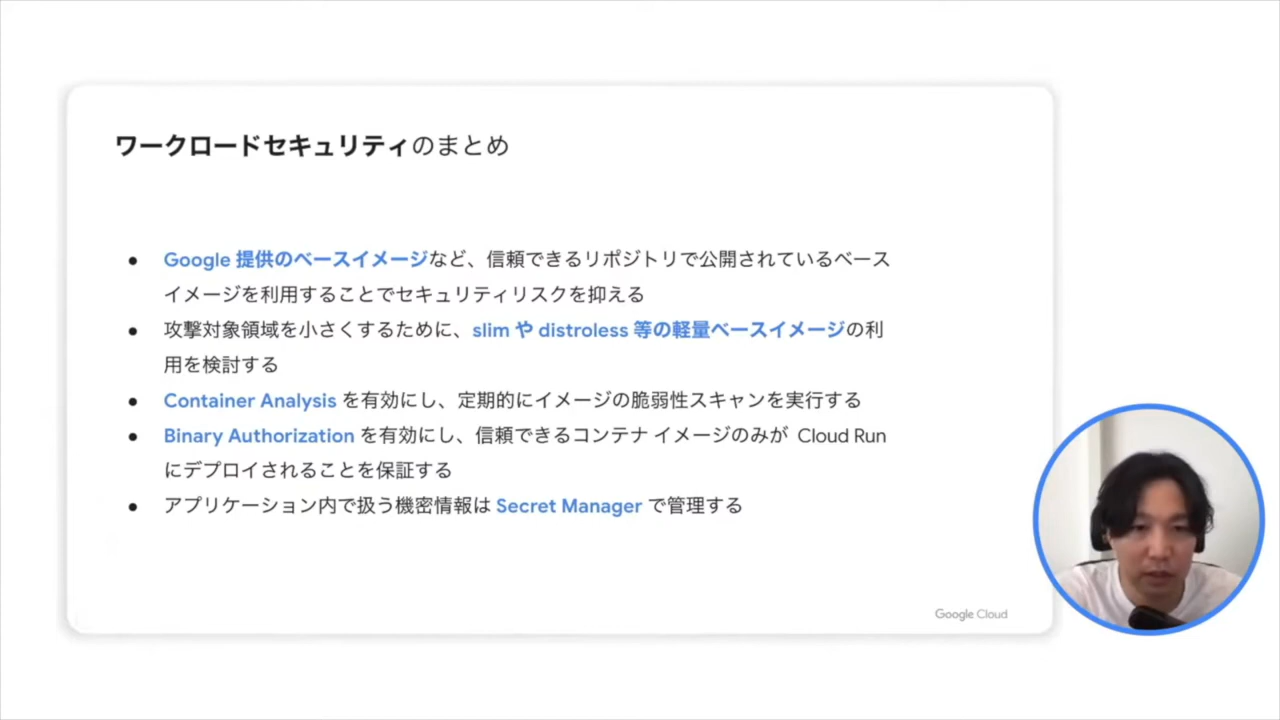 ワークロードセキュリティのまとめ
● Google 提供のベースイメージなど、信頼できるリポジトリで公開されているベース
イメージを利用することでセキュリティリスクを抑える
● 攻撃対象領域を小さくするために、slim や distroless 等の軽量ベースイメージの利
用を検討する
● Container Analysis を有効にし、定期的にイメージの脆弱性スキャンを実行する
● Binary Authorization を有効にし、信頼できるコンテナ イメージのみが Cloud Run
にデプロイされることを保証する
● アプリケーション内で扱う機密情報は Secret Manager で管理する
Google Cloud